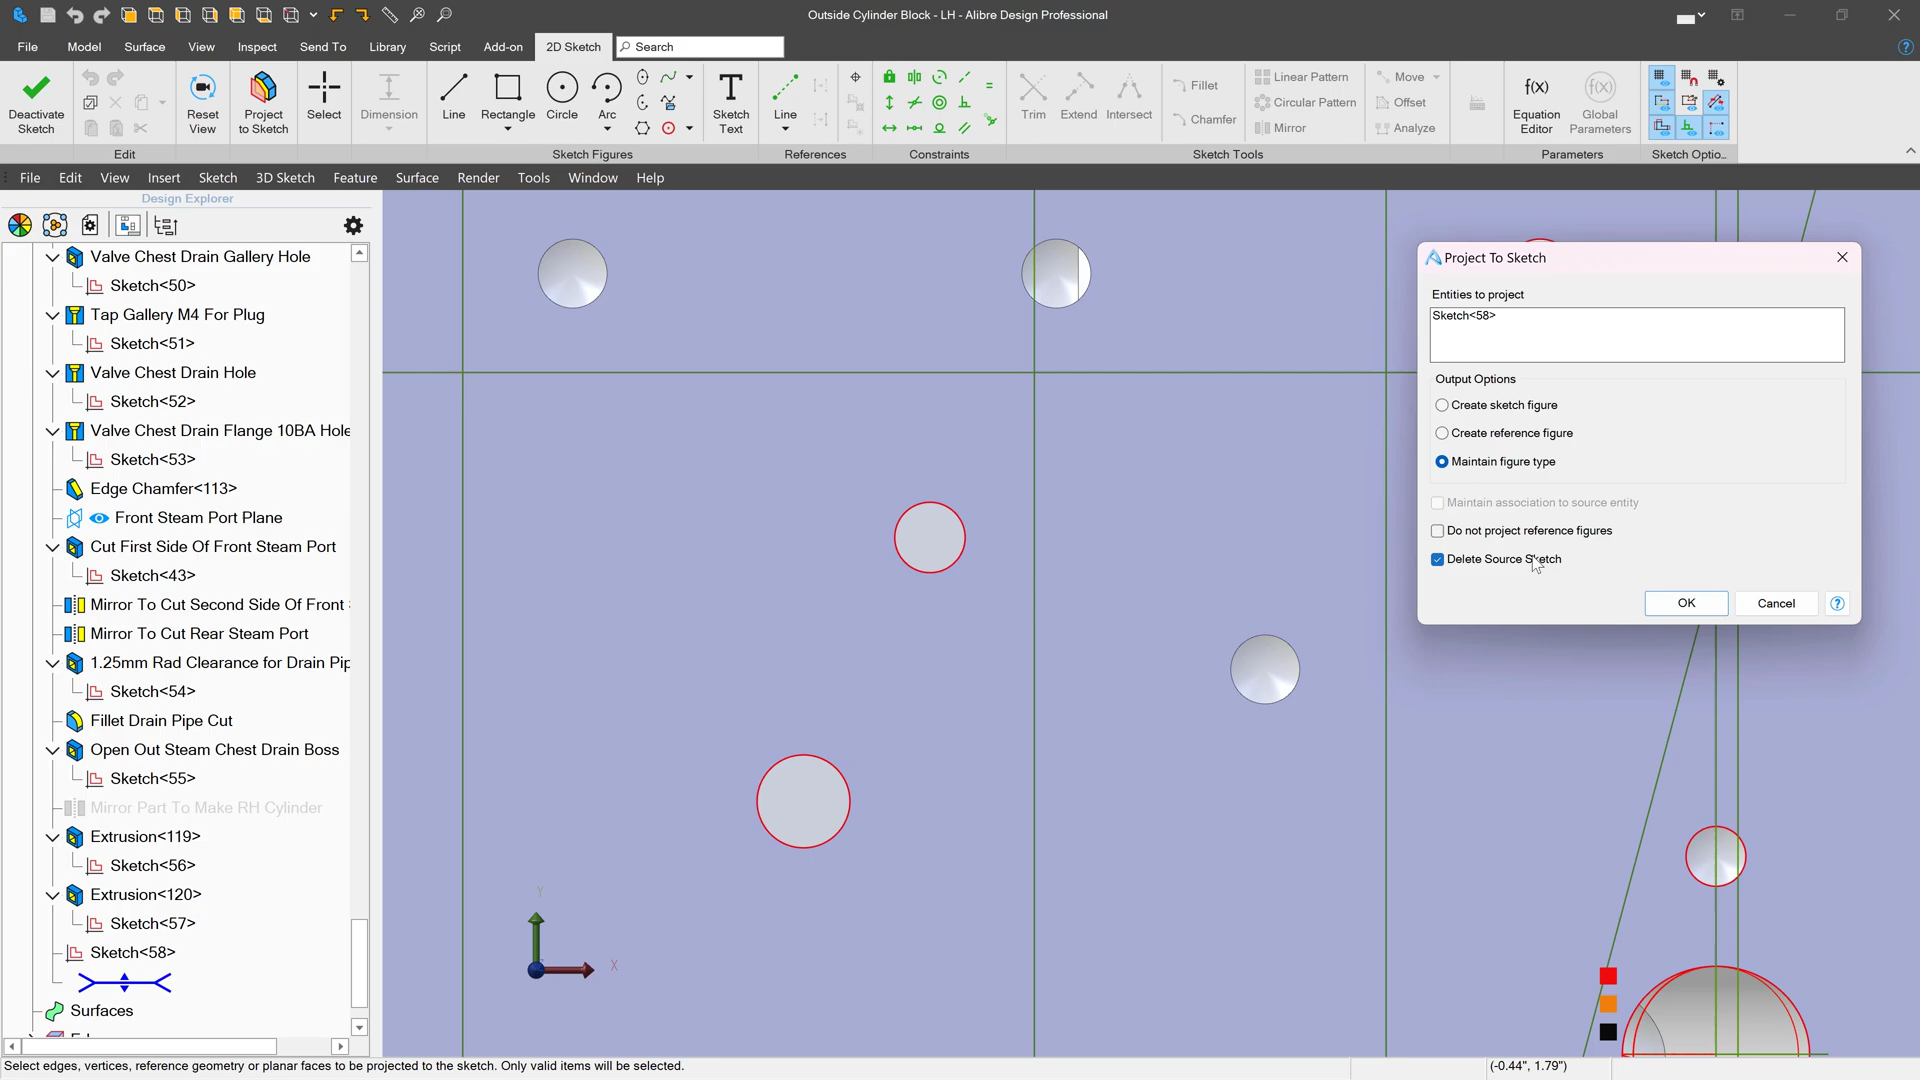 Outside Cylinder Block - LH - Alibre Design Professional
File
Model
Surface
View
Inspect
Send To
Library
Script
Add-on
2D Sketch
Search
Deactivate
Sketch
Reset
View
Project
to Sketch
Select
Dimension
Line
Rectangle
Circle
Arc
Sketch
Text
Line
Trim
Extend
Intersect
Fillet
Chamfer
Linear Pattern
Circular Pattern
Mirror
Move
Offset
Analyze
f(x)
Equation
Editor
f(x)
Global
Parameters
Edit
Sketch Figures
References
Constraints
Sketch Tools
Parameters
Sketch Optio...
File
Edit
View
Insert
Sketch
3D Sketch
Feature
Surface
Render
Tools
Window
Help
Design Explorer
Valve Chest Drain Gallery Hole
Sketch<50>
Tap Gallery M4 For Plug
Sketch<51>
Valve Chest Drain Hole
Sketch<52>
Valve Chest Drain Flange 10BA Hole
Sketch<53>
Edge Chamfer<113>
Front Steam Port Plane
Cut First Side Of Front Steam Port
Sketch<43>
Mirror To Cut Second Side Of Front
Mirror To Cut Rear Steam Port
1.25mm Rad Clearance for Drain Pip
Sketch<54>
Fillet Drain Pipe Cut
Open Out Steam Chest Drain Boss
Sketch<55>
Mirror Part To Make RH Cylinder
Extrusion<119>
Sketch<56>
Extrusion<120>
Sketch<57>
Sketch<58>
Surfaces
Y
X
Project To Sketch
Entities to project
Sketch<58>
Output Options
Create sketch figure
Create reference figure
Maintain figure type
Maintain association to source entity
Do not project reference figures
Delete Source Sketch
OK
Cancel
Select edges, vertices, reference geometry or planar faces to be projected to the sketch. Only valid items will be selected.
(-0.44", 1.79")